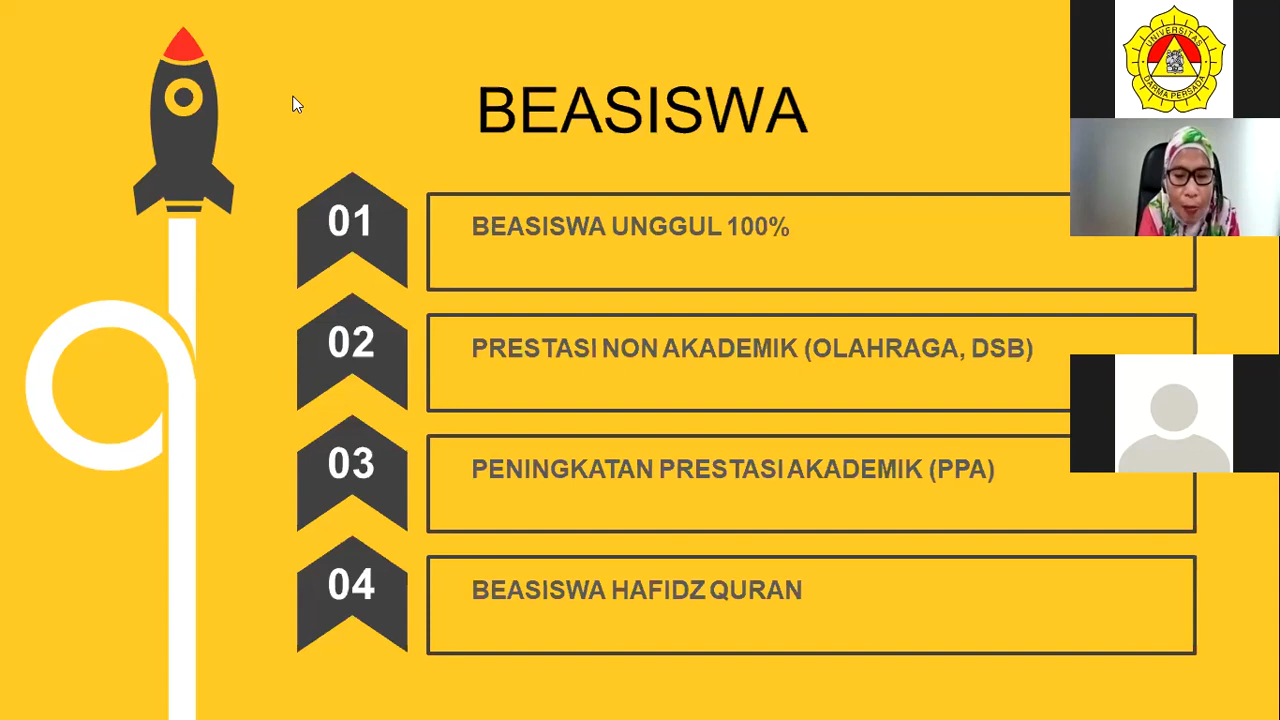 BEASISWA
01
BEASISWA UNGGUL 100%
02
PRESTASI NON AKADEMIK (OLAHRAGA, DSB)
03
PENINGKATAN PRESTASI AKADEMIK (PPA)
04
BEASISWA HAFIDZ QURAN
UNIVERSITAS
DARMA PERSADA